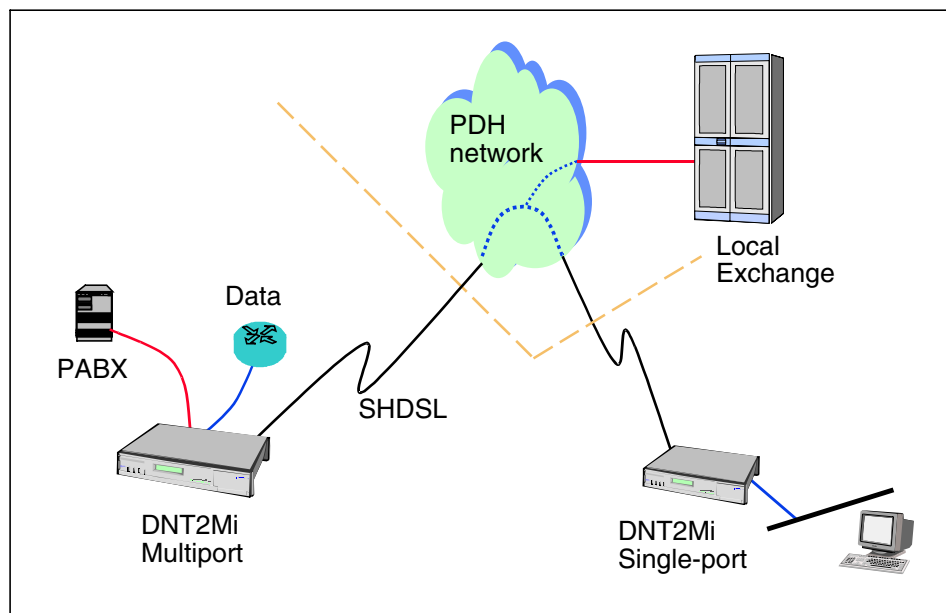 PDH
network
Local
Exchange
Data
PABX
SHDSL
DNT2Mi
Multiport
DNT2Mi
Single-port